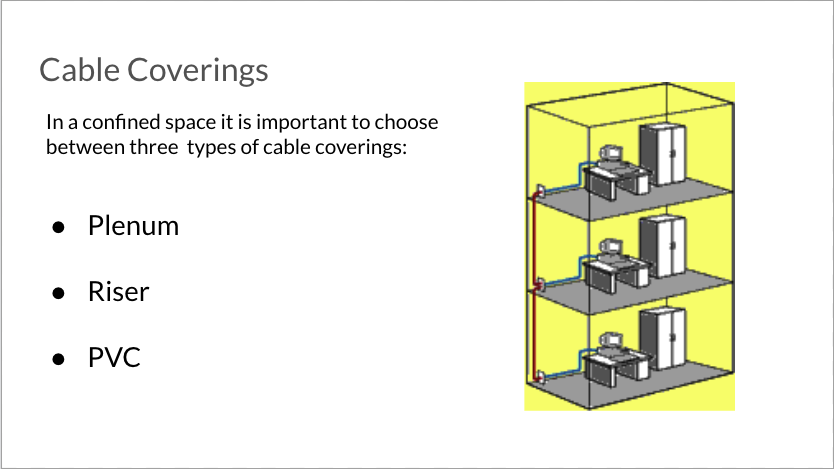 Cable Coverings
In a confined space it is important to choose
between three  types of cable coverings:
● Plenum
● Riser
● PVC